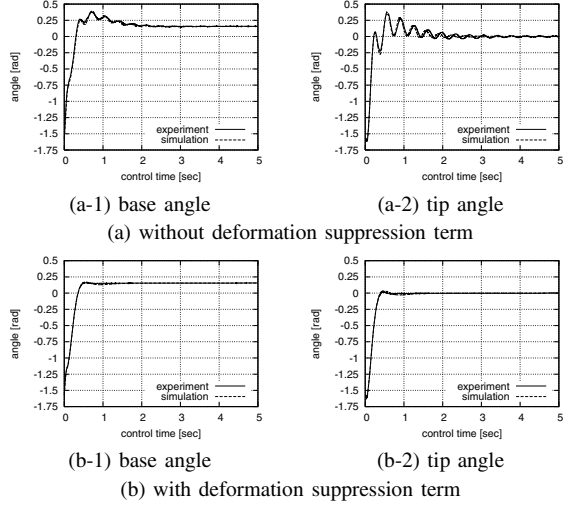 0.5
0.25
0
-0.25
-0.5
-0.75
-1
-1.25
-1.5
-1.75
angle [rad]
experiment
simulation
0 1 2 3 4 5
control time [sec]
(a-1) base angle
0.5
0.25
0
-0.25
-0.5
-0.75
-1
-1.25
-1.5
-1.75
angle [rad]
experiment
simulation
0 1 2 3 4 5
control time [sec]
(a-2) tip angle
(a) without deformation suppression term
0.5
0.25
0
-0.25
-0.5
-0.75
-1
-1.25
-1.5
-1.75
angle [rad]
experiment
simulation
0 1 2 3 4 5
control time [sec]
(b-1) base angle
0.5
0.25
0
-0.25
-0.5
-0.75
-1
-1.25
-1.5
-1.75
angle [rad]
experiment
simulation
0 1 2 3 4 5
control time [sec]
(b-2) tip angle
(b) with deformation suppression term